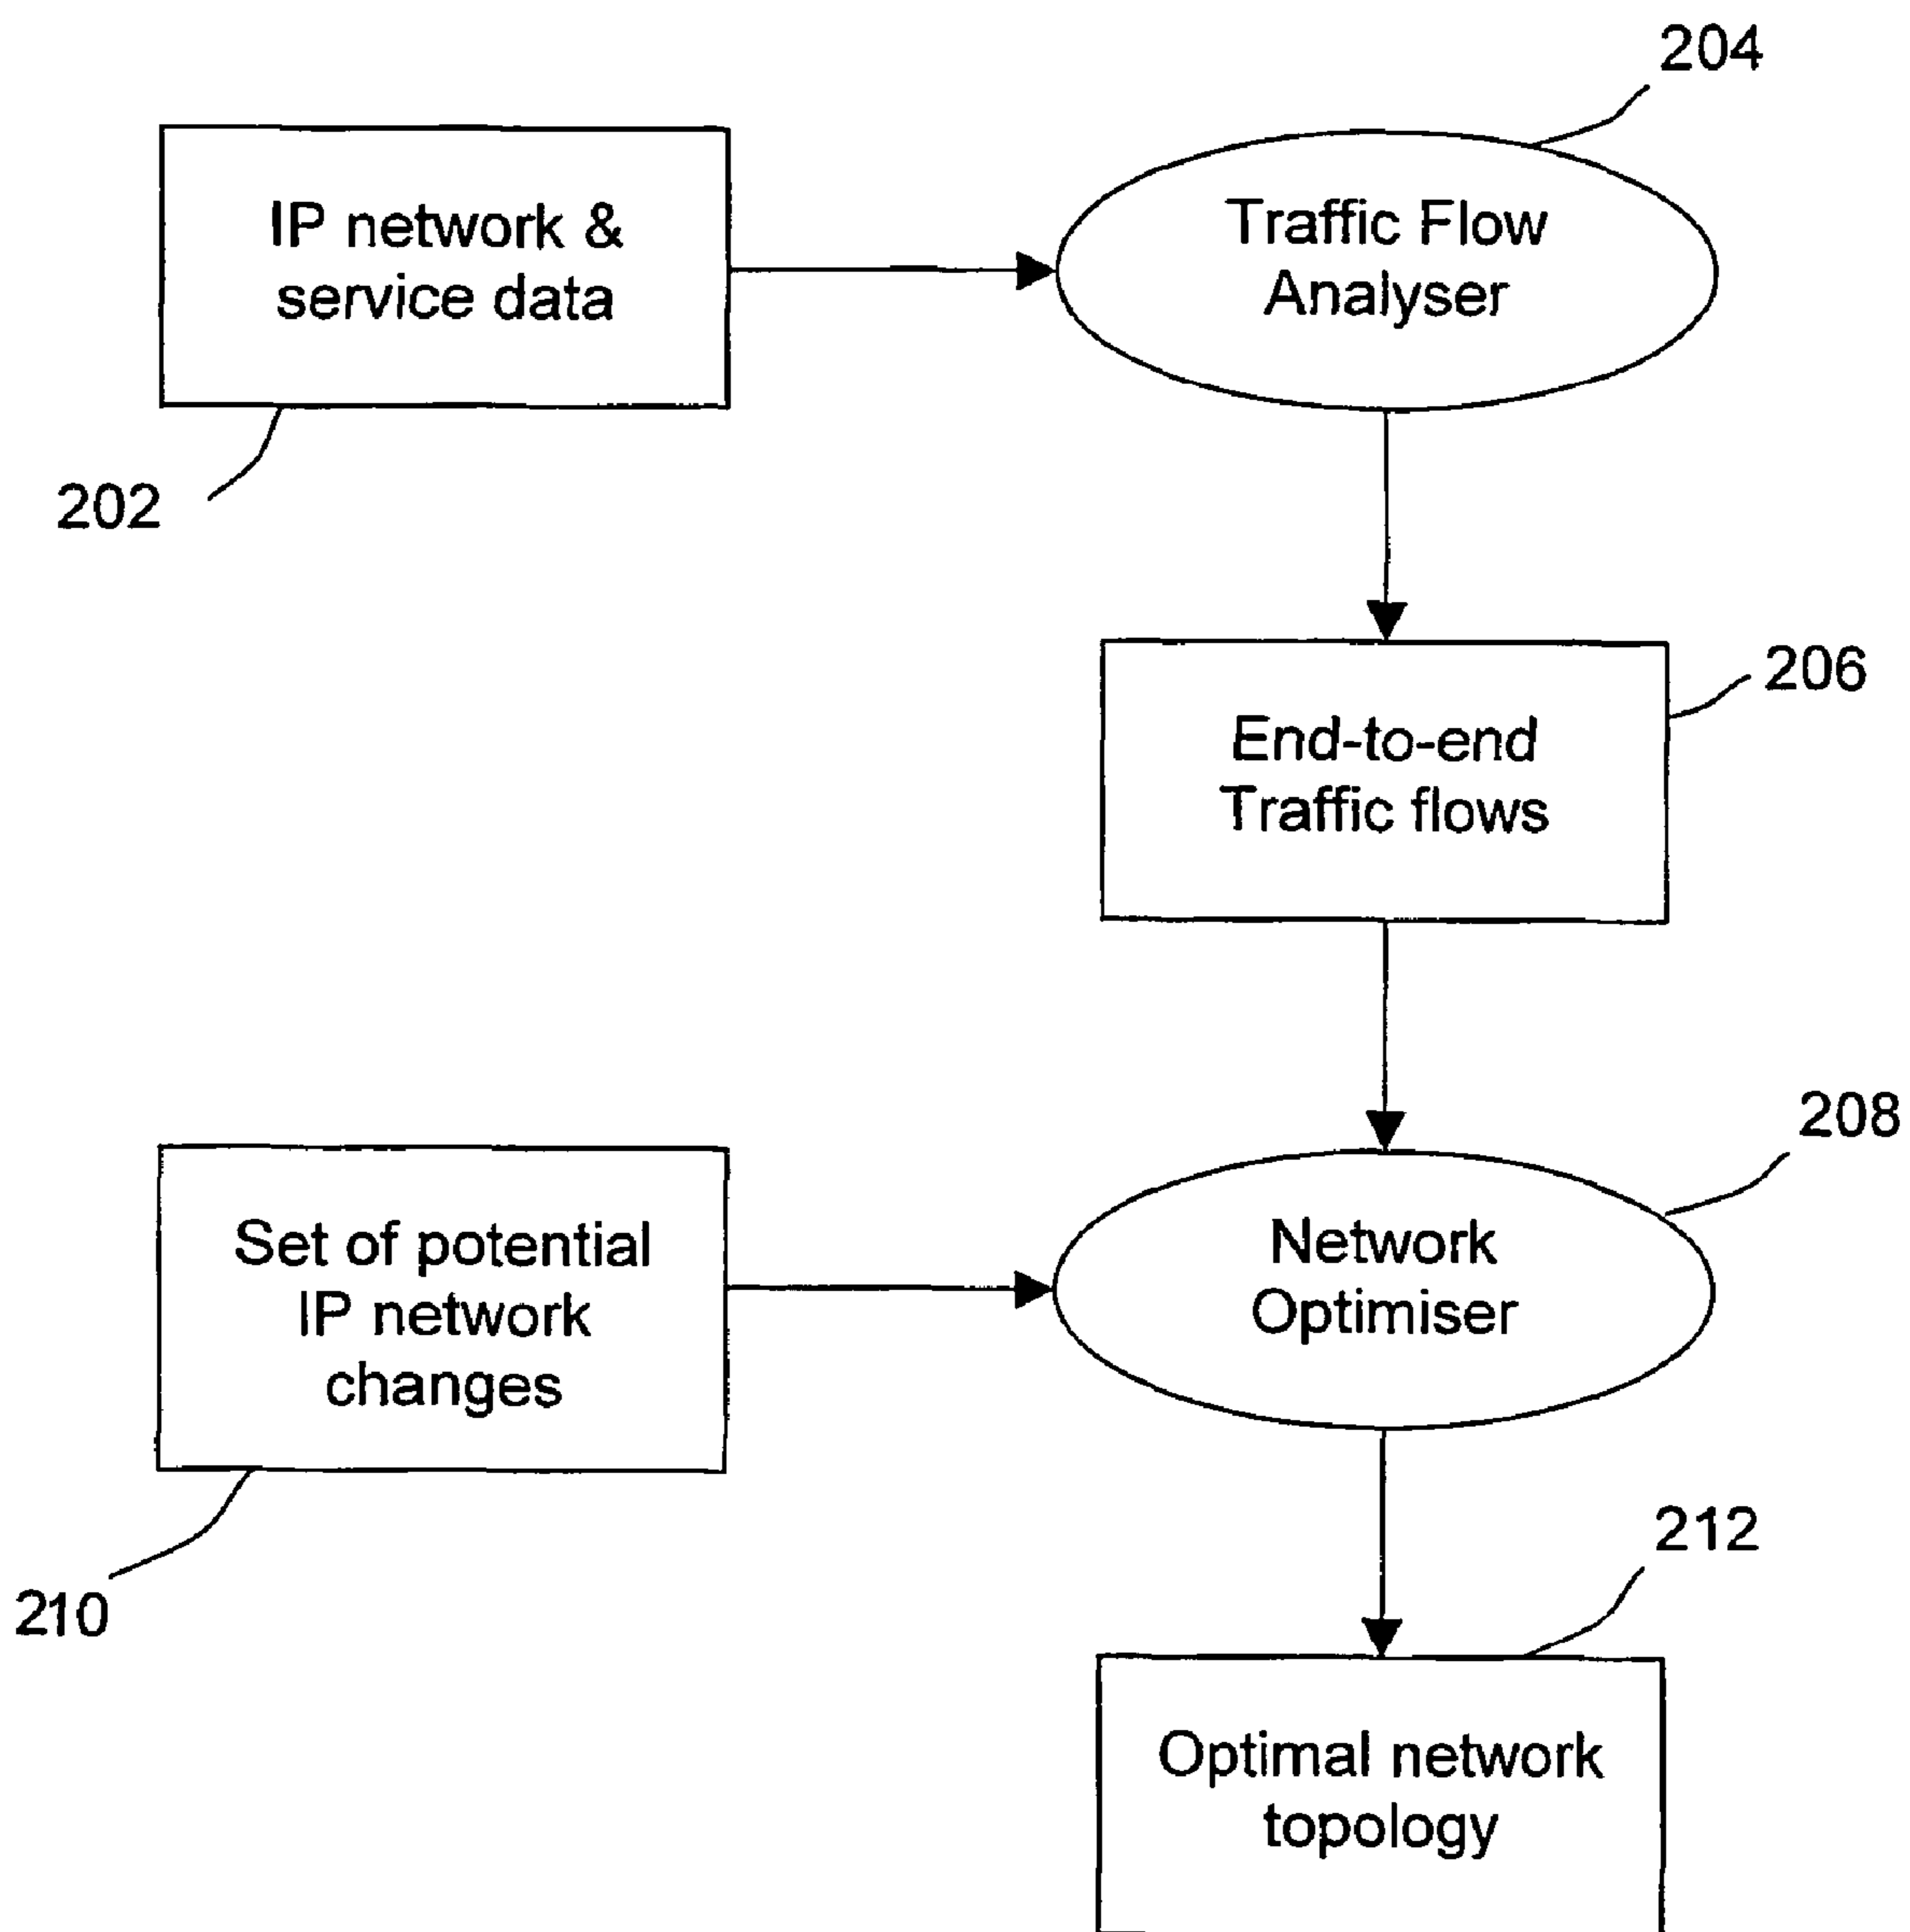 204
IP network &
service data
Traffic Flow
Analyser
202
206
End-to-end
Traffic flows
208
Set of potential
IP network
changes
Network
Optimiser
210
212
Optimal network
topology